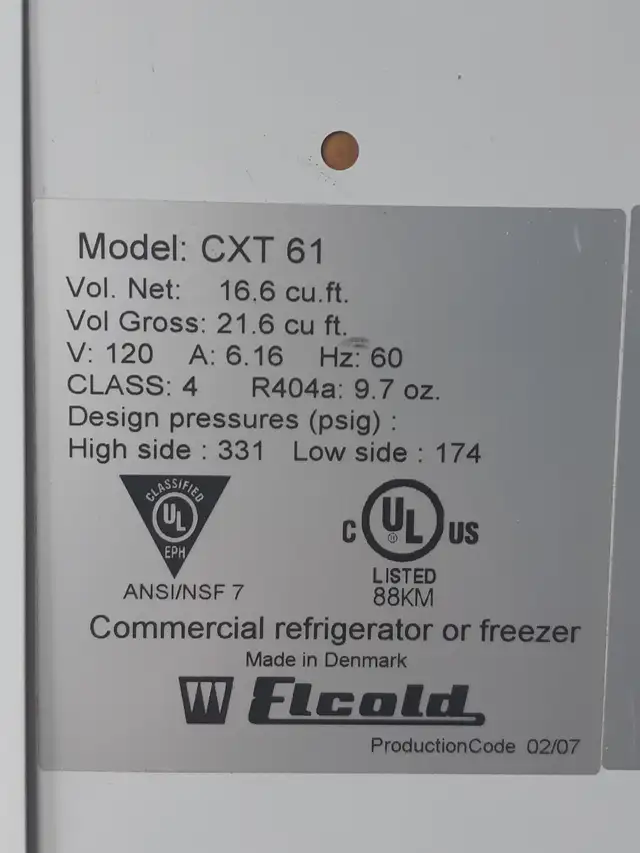 Model: CXT 61
Vol. Net: 16.6 cu.ft.
Vol Gross: 21.6 cu ft.
V: 120 A: 6.16 Hz: 60
CLASS: 4 R404a: 9.7 oz.
Design pressures (psig) :
High side : 331 Low side : 174
CLASSIFIED
UL
EPH
ANSI/NSF 7
C UL US
LISTED
88KM
Commercial refrigerator or freezer
Made in Denmark
Elcold
ProductionCode 02/07